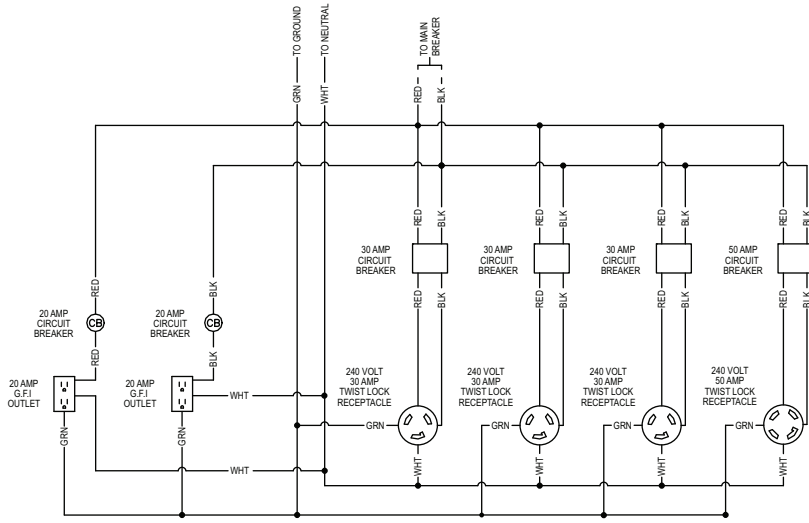 TO GROUND
TO NEUTRAL
TO MAIN
BREAKER
GRN
WHT
RED
BLK
RED
BLK
RED
BLK
RED
BLK
RED
BLK
30 AMP
CIRCUIT
BREAKER
30 AMP
CIRCUIT
BREAKER
30 AMP
CIRCUIT
BREAKER
50 AMP
CIRCUIT
BREAKER
RED
BLK
RED
BLK
RED
BLK
RED
BLK
RED
BLK
20 AMP
CIRCUIT
BREAKER
CB
20 AMP
CIRCUIT
BREAKER
CB
RED
BLK
20 AMP
G.F.I
OUTLET
20 AMP
G.F.I
OUTLET
WHT
240 VOLT
30 AMP
TWIST LOCK
RECEPTACLE
240 VOLT
30 AMP
TWIST LOCK
RECEPTACLE
240 VOLT
30 AMP
TWIST LOCK
RECEPTACLE
240 VOLT
50 AMP
TWIST LOCK
RECEPTACLE
GRN
GRN
GRN
GRN
GRN
GRN
WHT
WHT
WHT
WHT
WHT